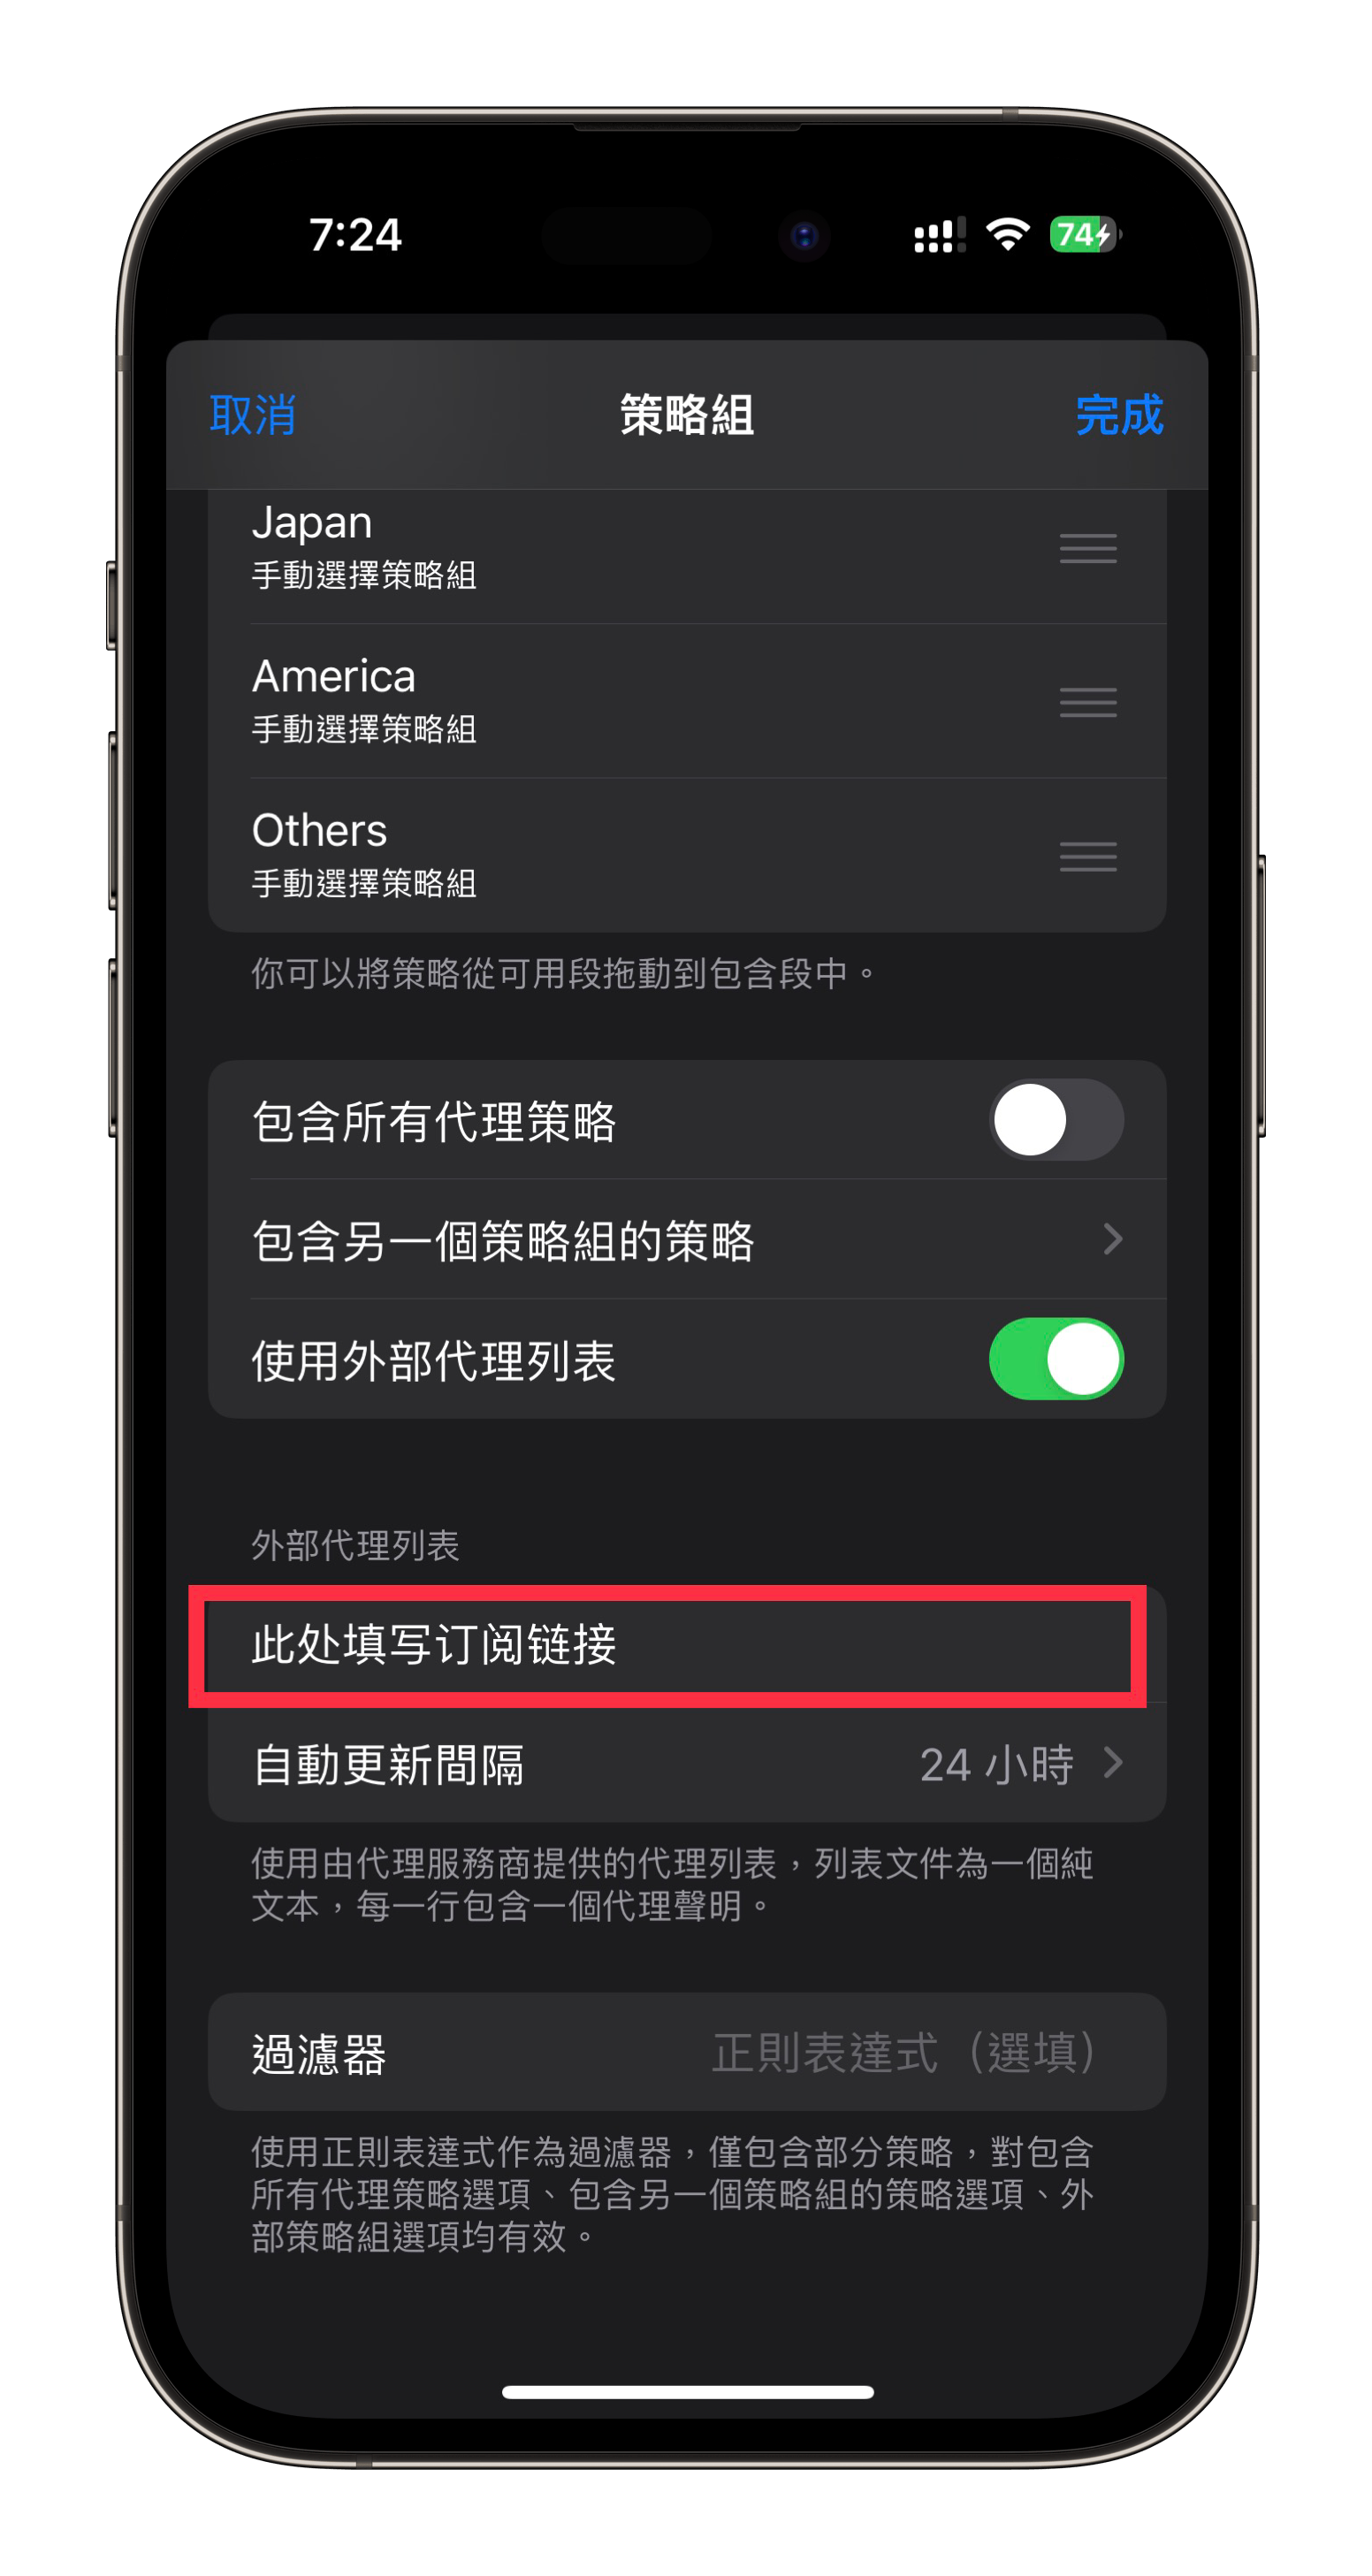 7:24
74
取消
策略組
完成
Japan
手動選擇策略組
America
手動選擇策略組
Others
手動選擇策略組
你可以將策略從可用段拖動到包含段中。
包含所有代理策略
包含另一個策略組的策略
使用外部代理列表
外部代理列表
此处填写订阅链接
自動更新間隔
24 小時
使用由代理服務商提供的代理列表，列表文件為一個純
文本，每一行包含一個代理聲明。
過濾器
正則表達式（選填）
使用正則表達式作為過濾器，僅包含部分策略，對包含
所有代理策略選項、包含另一個策略組的策略選項、外
部策略組選項均有效。